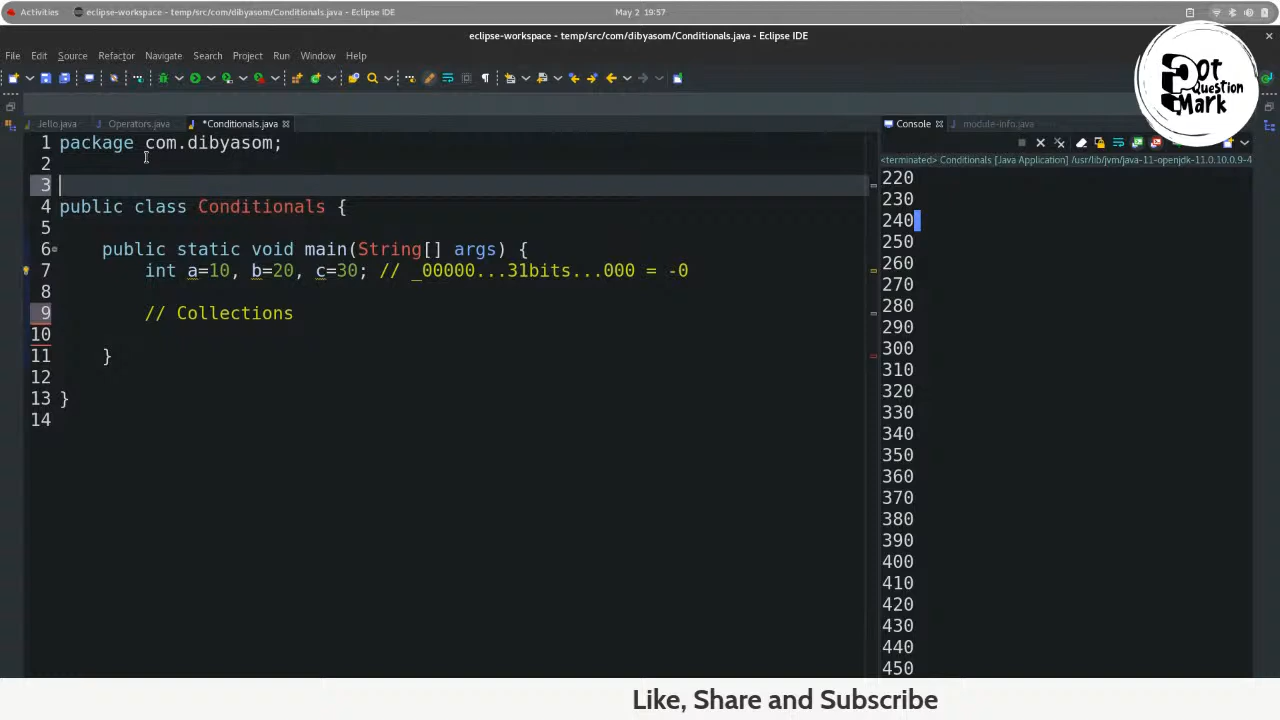 Activities
eclipse-workspace - temp/src/com/dibyasom/Conditionals.java - Eclipse IDE
May 2 19:57
eclipse-workspace - temp/src/com/dibyasom/Conditionals.java - Eclipse IDE
File Edit Source Refactor Navigate Search Project Run Window Help
Dot
Question
Mark
Jello.java
Operators.java
*Conditionals.java
Console
module-info.java
<terminated> Conditionals [Java Application] /usr/lib/jvm/java-11-openjdk-11.0.10.0.9-4
1 package com.dibyasom;
2
3
4 public class Conditionals {
5
6 public static void main(String[] args) {
7 int a=10, b=20, c=30; // _00000...31bits...000 = -0
8
9 // Collections
10
11 }
12
13 }
14
220
230
240
250
260
270
280
290
300
310
320
330
340
350
360
370
380
390
400
410
420
430
440
450
Like, Share and Subscribe